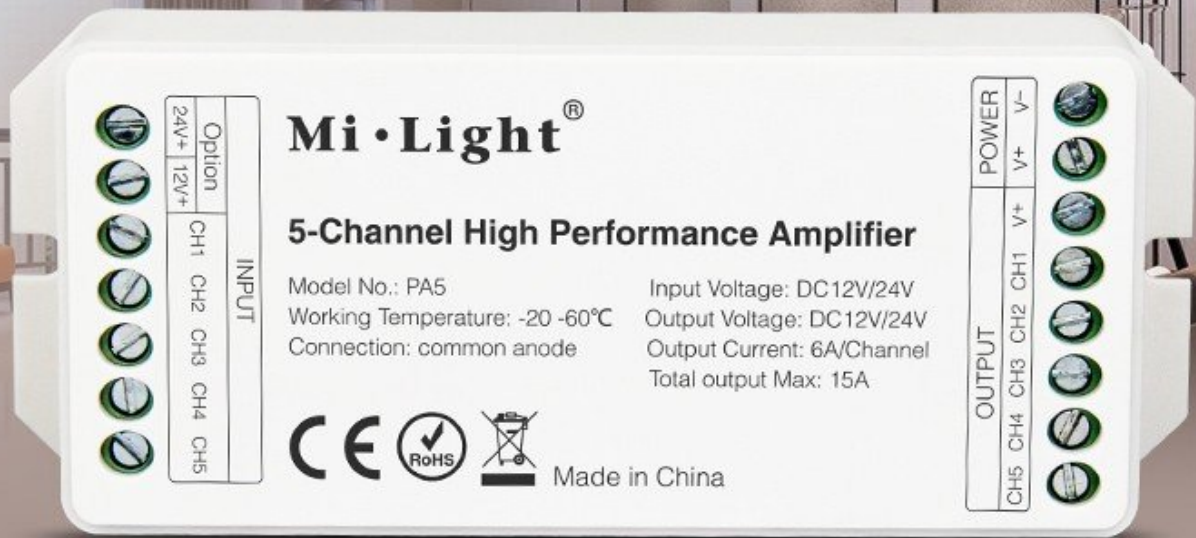 Mi·Light®
5-Channel High Performance Amplifier
Model No.: PA5
Working Temperature: -20 -60℃
Connection: common anode
Input Voltage: DC12V/24V
Output Voltage: DC12V/24V
Output Current: 6A/Channel
Total output Max: 15A
CE
RoHS
Made in China
INPUT
Option
24V+ 12V+
CH1 CH2 CH3 CH4 CH5
POWER
V- V+
OUTPUT
V+ CH1 CH2 CH3 CH4 CH5